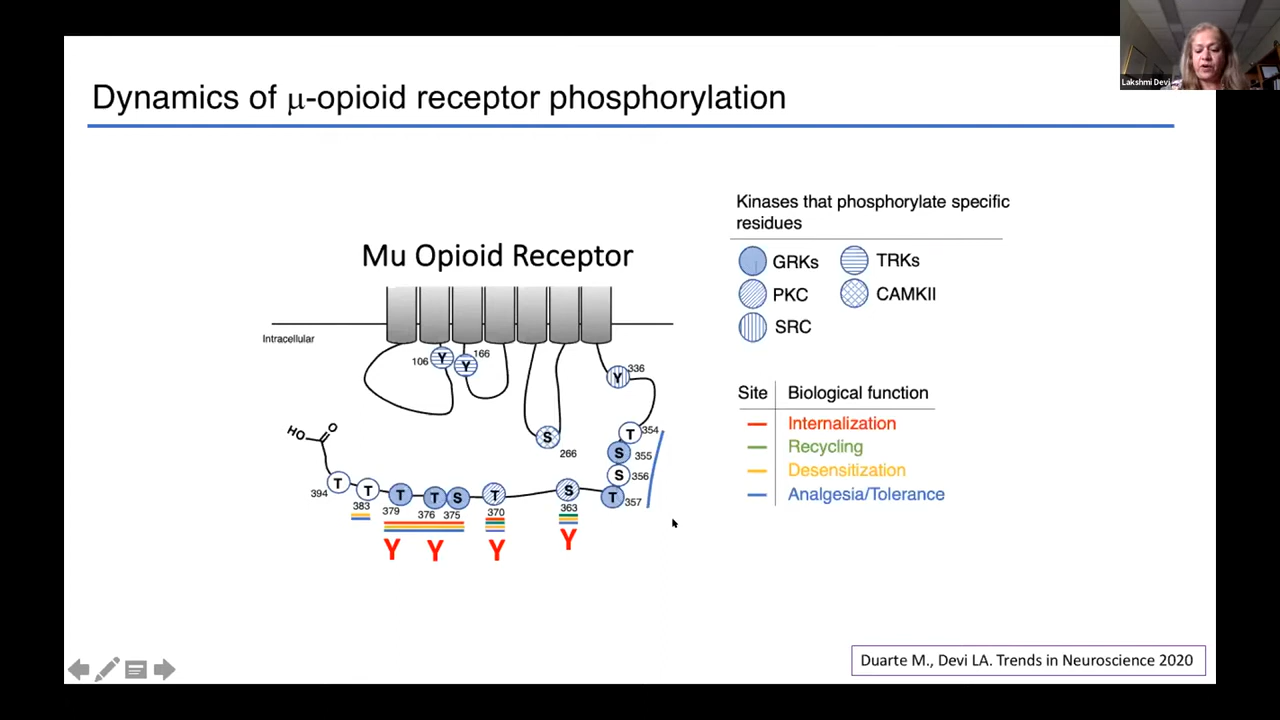 Lakshmi Devi
Dynamics of μ-opioid receptor phosphorylation
Kinases that phosphorylate specific
residues
GRKs
TRKs
PKC
CAMKII
SRC
Mu Opioid Receptor
Intracellular
106 Y
Y 166
Y 336
S
266
T 354
S 355
S 356
T 357
HO
O
394 T
T
383
T
379
T
376
S
375
T
370
S
363
Y Y Y Y
Site Biological function
Internalization
Recycling
Desensitization
Analgesia/Tolerance
Duarte M., Devi LA. Trends in Neuroscience 2020